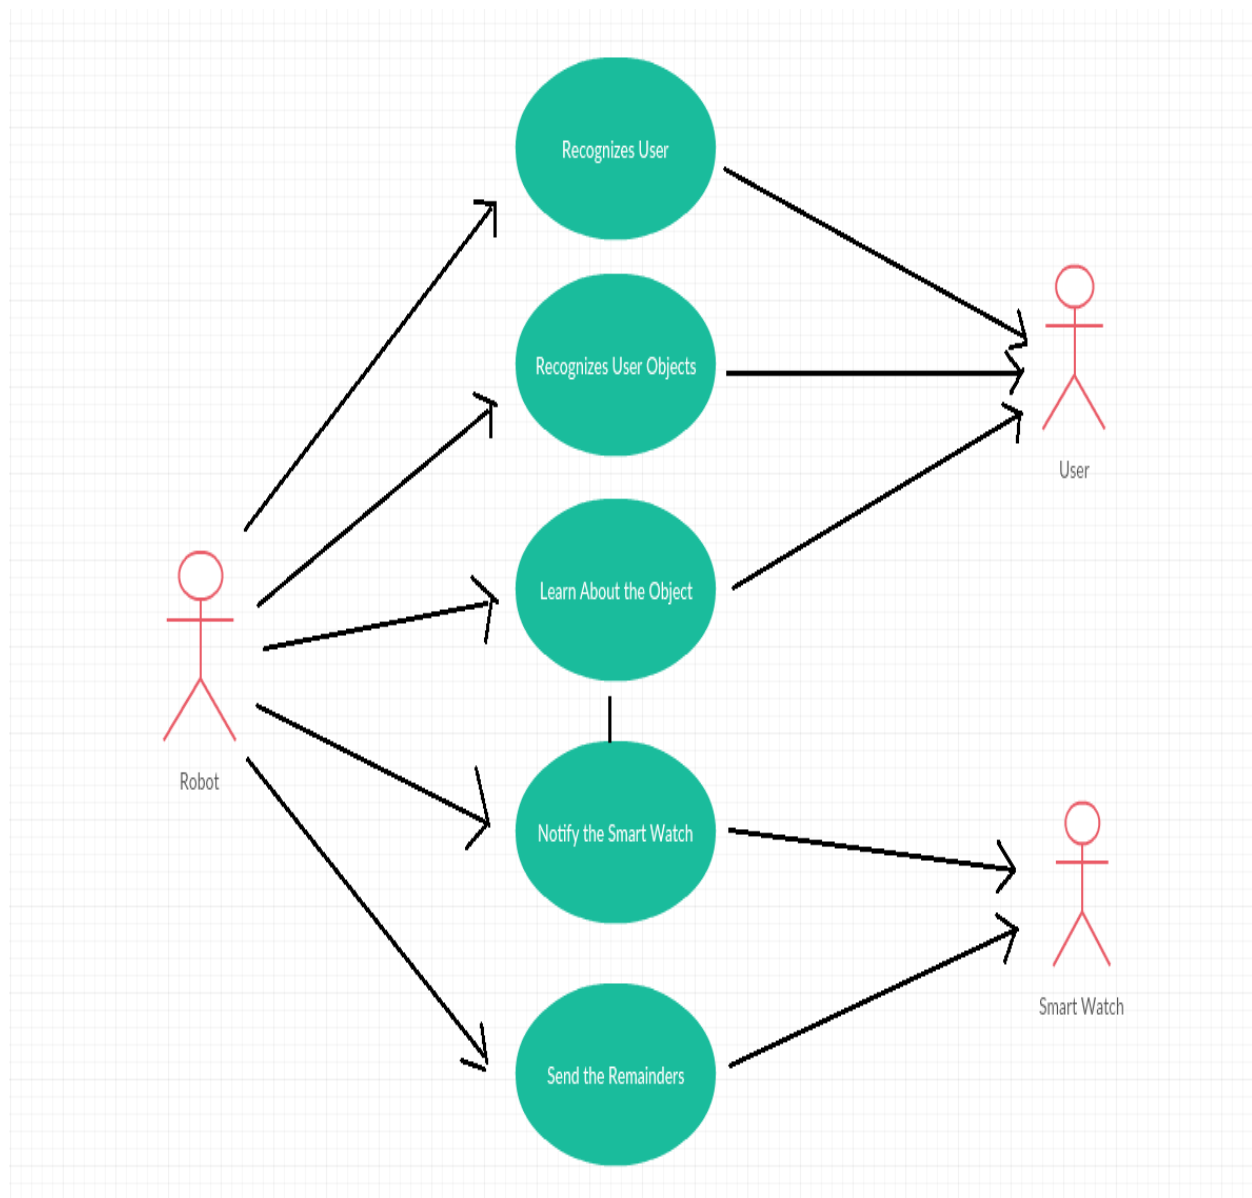 Recognizes User
Recognizes User Objects
User
Learn About the Object
Robot
Notify the Smart Watch
Smart Watch
Send the Remainders